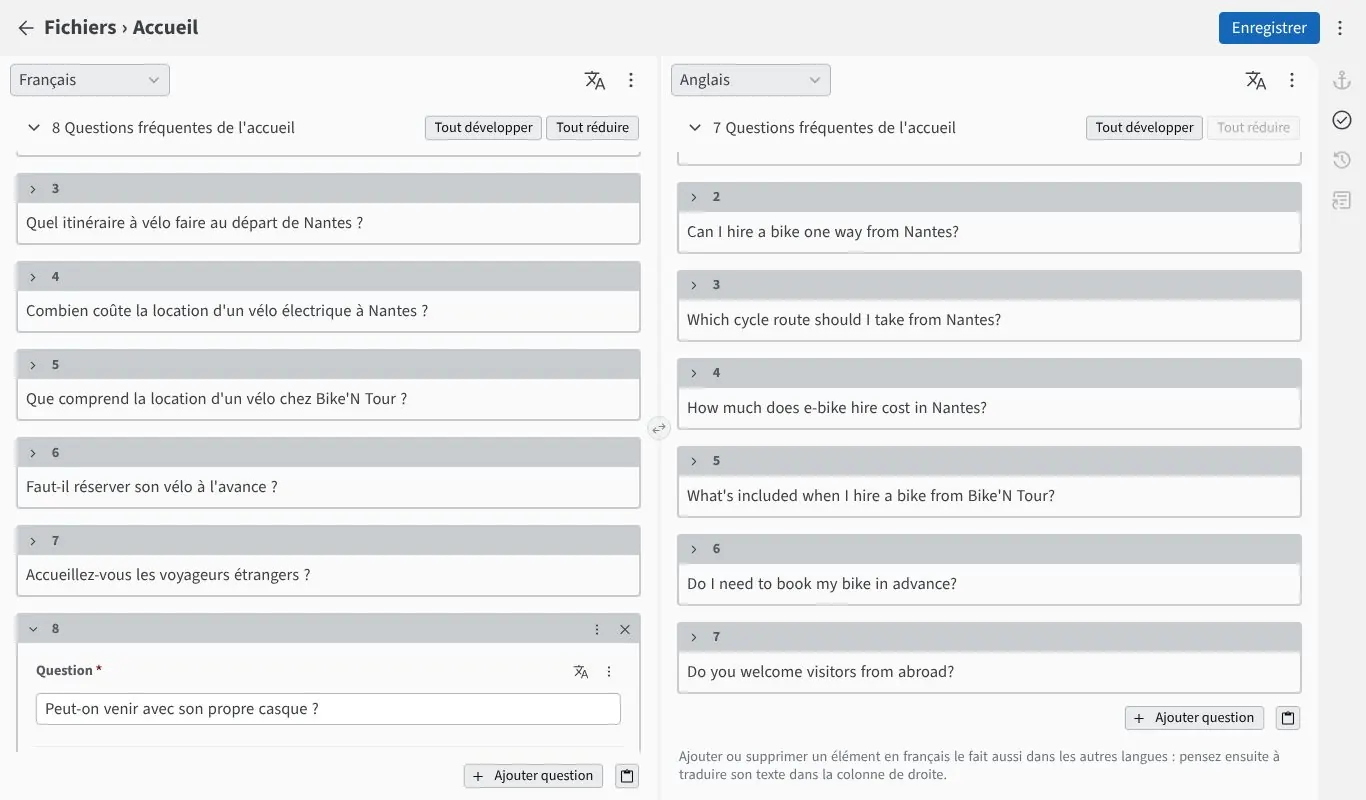 Fichiers › Accueil
Enregistrer
Français
8 Questions fréquentes de l'accueil
Tout développer
Tout réduire
3
Quel itinéraire à vélo faire au départ de Nantes ?
4
Combien coûte la location d'un vélo électrique à Nantes ?
5
Que comprend la location d'un vélo chez Bike'N Tour ?
6
Faut-il réserver son vélo à l'avance ?
7
Accueillez-vous les voyageurs étrangers ?
8
Question *
Peut-on venir avec son propre casque ?
+ Ajouter question
Anglais
7 Questions fréquentes de l'accueil
Tout développer
Tout réduire
2
Can I hire a bike one way from Nantes?
3
Which cycle route should I take from Nantes?
4
How much does e-bike hire cost in Nantes?
5
What's included when I hire a bike from Bike'N Tour?
6
Do I need to book my bike in advance?
7
Do you welcome visitors from abroad?
+ Ajouter question
Ajouter ou supprimer un élément en français le fait aussi dans les autres langues : pensez ensuite à
traduire son texte dans la colonne de droite.